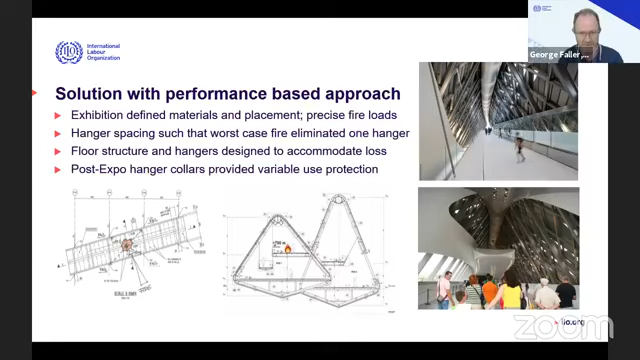 International
Labour
Organization
George Faller
Solution with performance based approach
Exhibition defined materials and placement; precise fire loads
Hanger spacing such that worst case fire eliminated one hanger
Floor structure and hangers designed to accommodate loss
Post-Expo hanger collars provided variable use protection
ilo.org
zoom